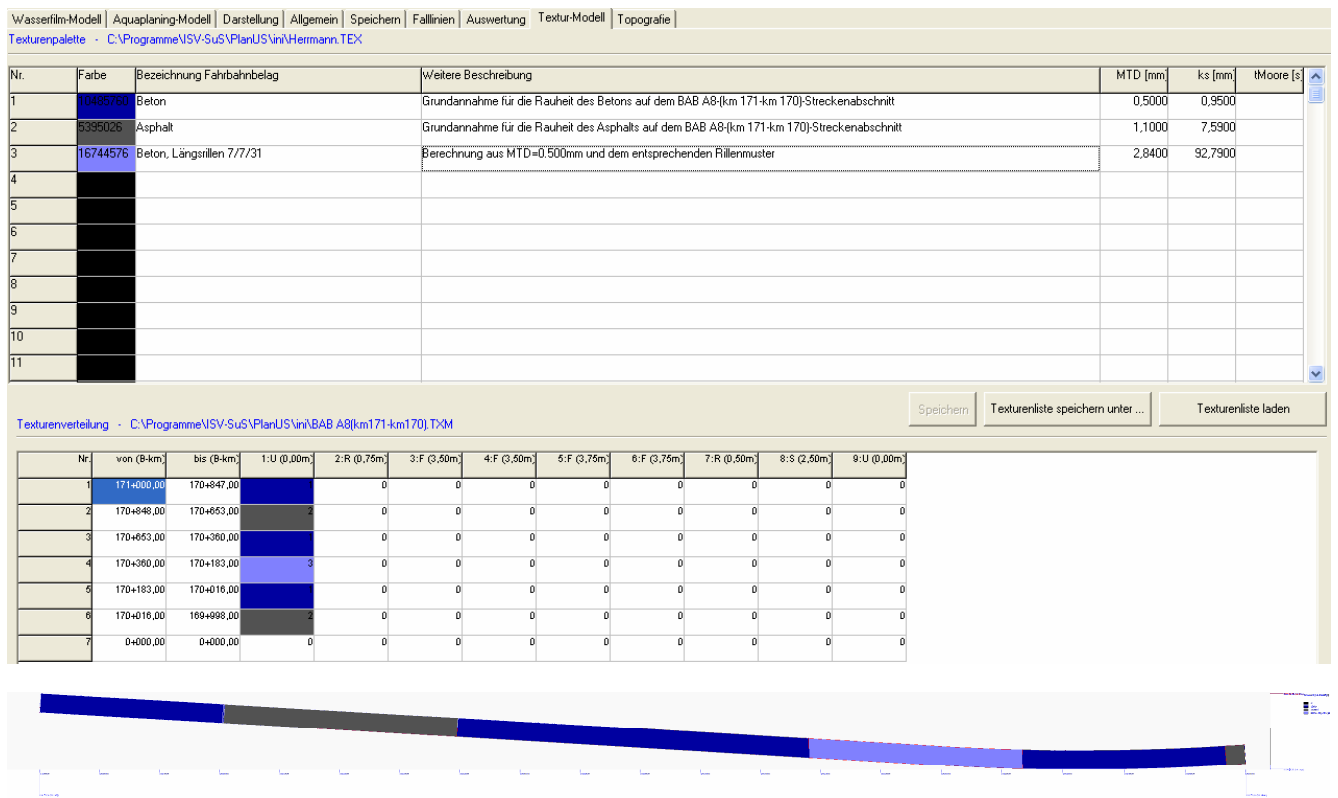 Wasserfilm-Modell Aquaplaning-Modell Darstellung Allgemein Speichern Falllinien Auswertung Textur-Modell Topografie
Texturenpalette - C:\Programme\ISV-SuS\PlanUS\ini\Herrmann.TEX
Nr. Farbe Bezeichnung Fahrbahnbelag Weitere Beschreibung MTD [mm] ks [mm] tMoore [s]
1 10485760 Beton Grundannahme für die Rauheit des Betons auf dem BAB A8-(km 171-km 170)-Streckenabschnitt 0,5000 0,9500
2 5395026 Asphalt Grundannahme für die Rauheit des Asphalts auf dem BAB A8-(km 171-km 170)-Streckenabschnitt 1,1000 7,5900
3 16744576 Beton, Längsrillen 7/7/31 Berechnung aus MTD=0.500mm und dem entsprechenden Rillenmuster 2,8400 92,7900
4
5
6
7
8
9
10
11
Speichern Texturenliste speichern unter ... Texturenliste laden
Texturenverteilung - C:\Programme\ISV-SuS\PlanUS\ini\BAB A8(km171-km170).TXM
Nr. von (B-km) bis (B-km) 1:U (0,00m) 2:R (0,75m) 3:F (3,50m) 4:F (3,50m) 5:F (3,75m) 6:F (3,75m) 7:R (0,50m) 8:S (2,50m) 9:U (0,00m)
1 171+000,00 170+847,00 1 0 0 0 0 0 0 0 0
2 170+848,00 170+653,00 2 0 0 0 0 0 0 0 0
3 170+653,00 170+360,00 1 0 0 0 0 0 0 0 0
4 170+360,00 170+183,00 3 0 0 0 0 0 0 0 0
5 170+183,00 170+016,00 1 0 0 0 0 0 0 0 0
6 170+016,00 169+998,00 2 0 0 0 0 0 0 0 0
7 0+000,00 0+000,00 0 0 0 0 0 0 0 0 0